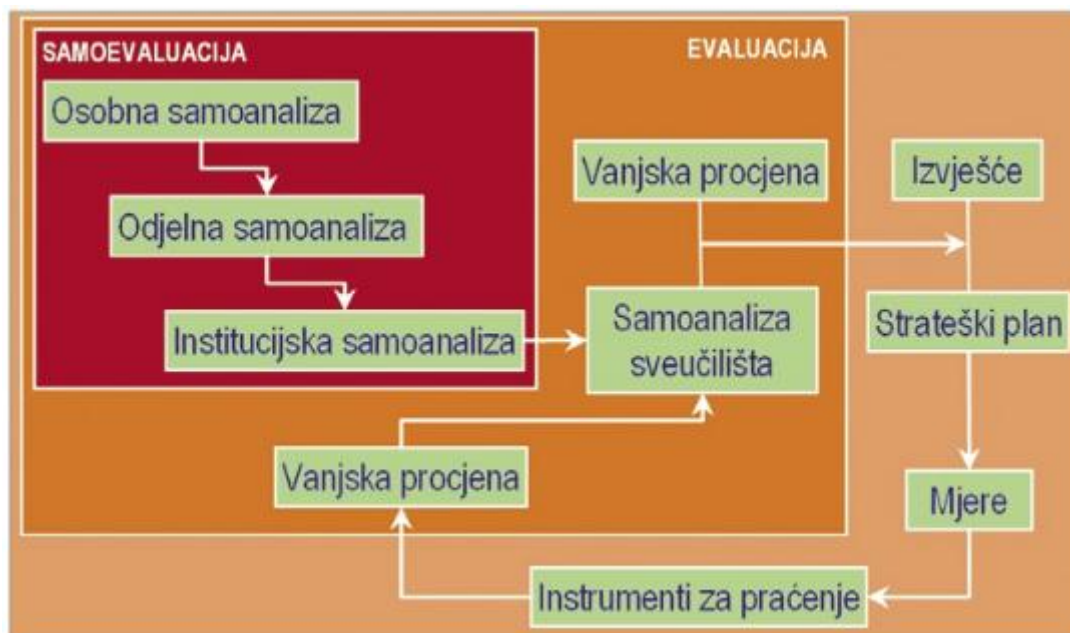 SAMOEVALUACIJA
EVALUACIJA
Osobna samoanaliza
Odjelna samoanaliza
Institucijska samoanaliza
Vanjska procjena
Samoanaliza
sveučilišta
Vanjska procjena
Izvješće
Strateški plan
Mjere
Instrumenti za praćenje